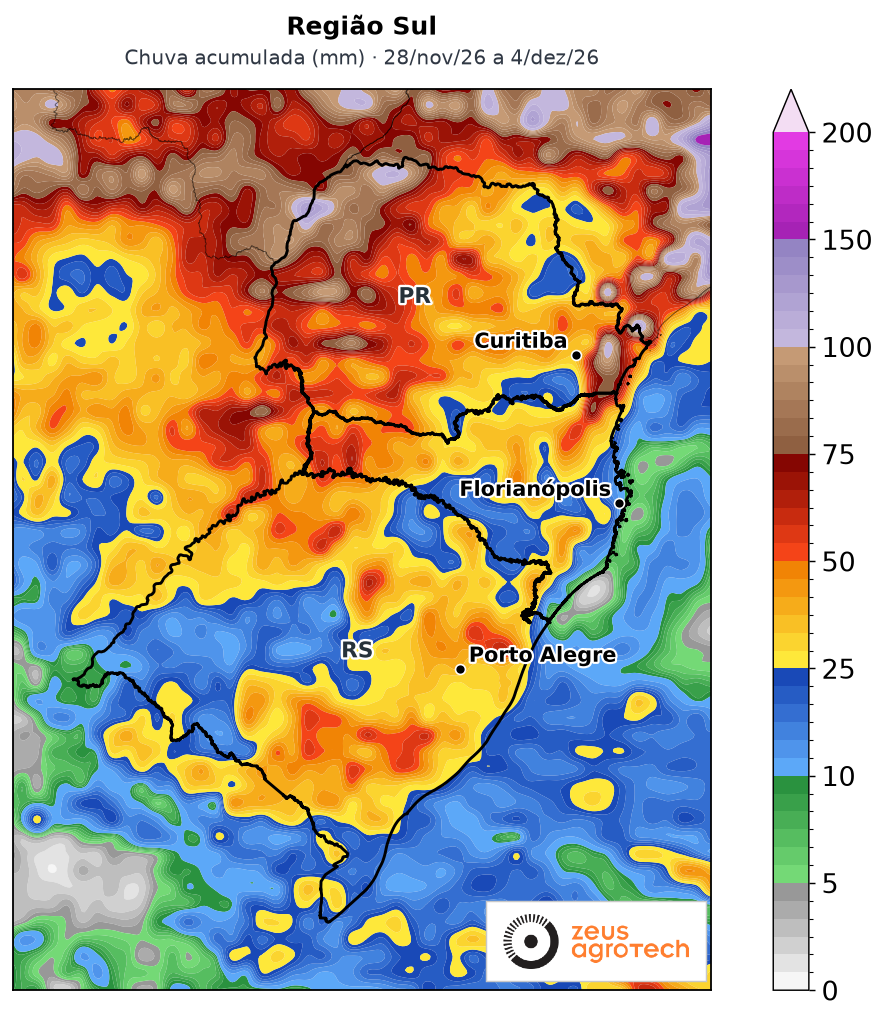 Região Sul
Chuva acumulada (mm) · 28/nov/26 a 4/dez/26
200
150
100
75
50
25
10
5
0
PR
Curitiba
Florianópolis
RS
Porto Alegre
zeus
agrotech